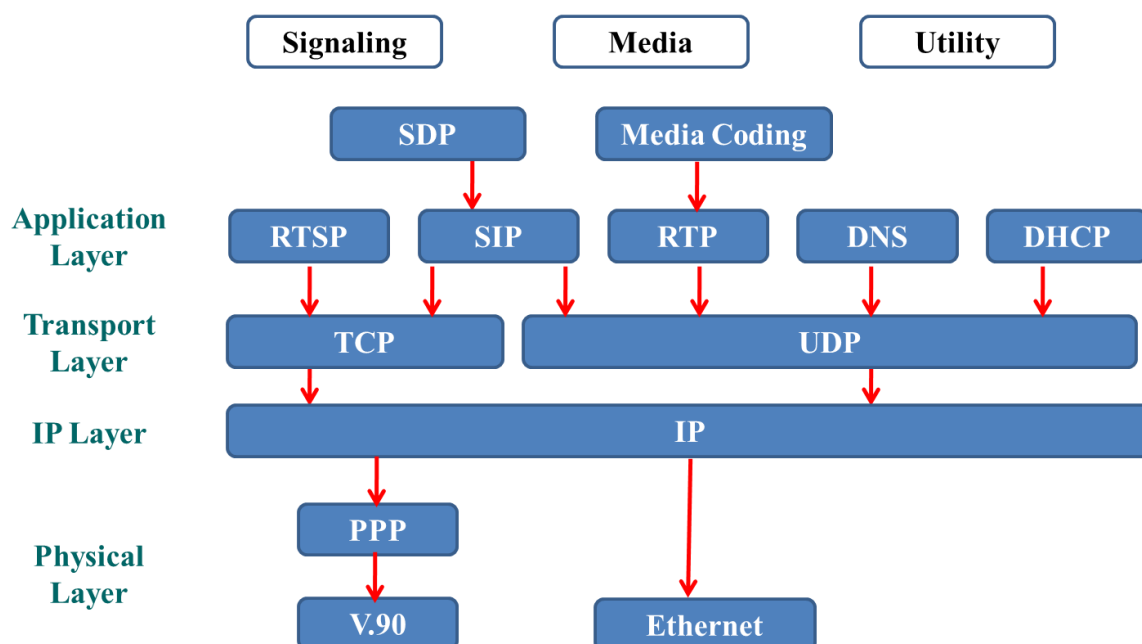 Signaling
Media
Utility
SDP
Media Coding
Application
Layer
RTSP
SIP
RTP
DNS
DHCP
Transport
Layer
TCP
UDP
IP Layer
IP
PPP
Physical
Layer
V.90
Ethernet